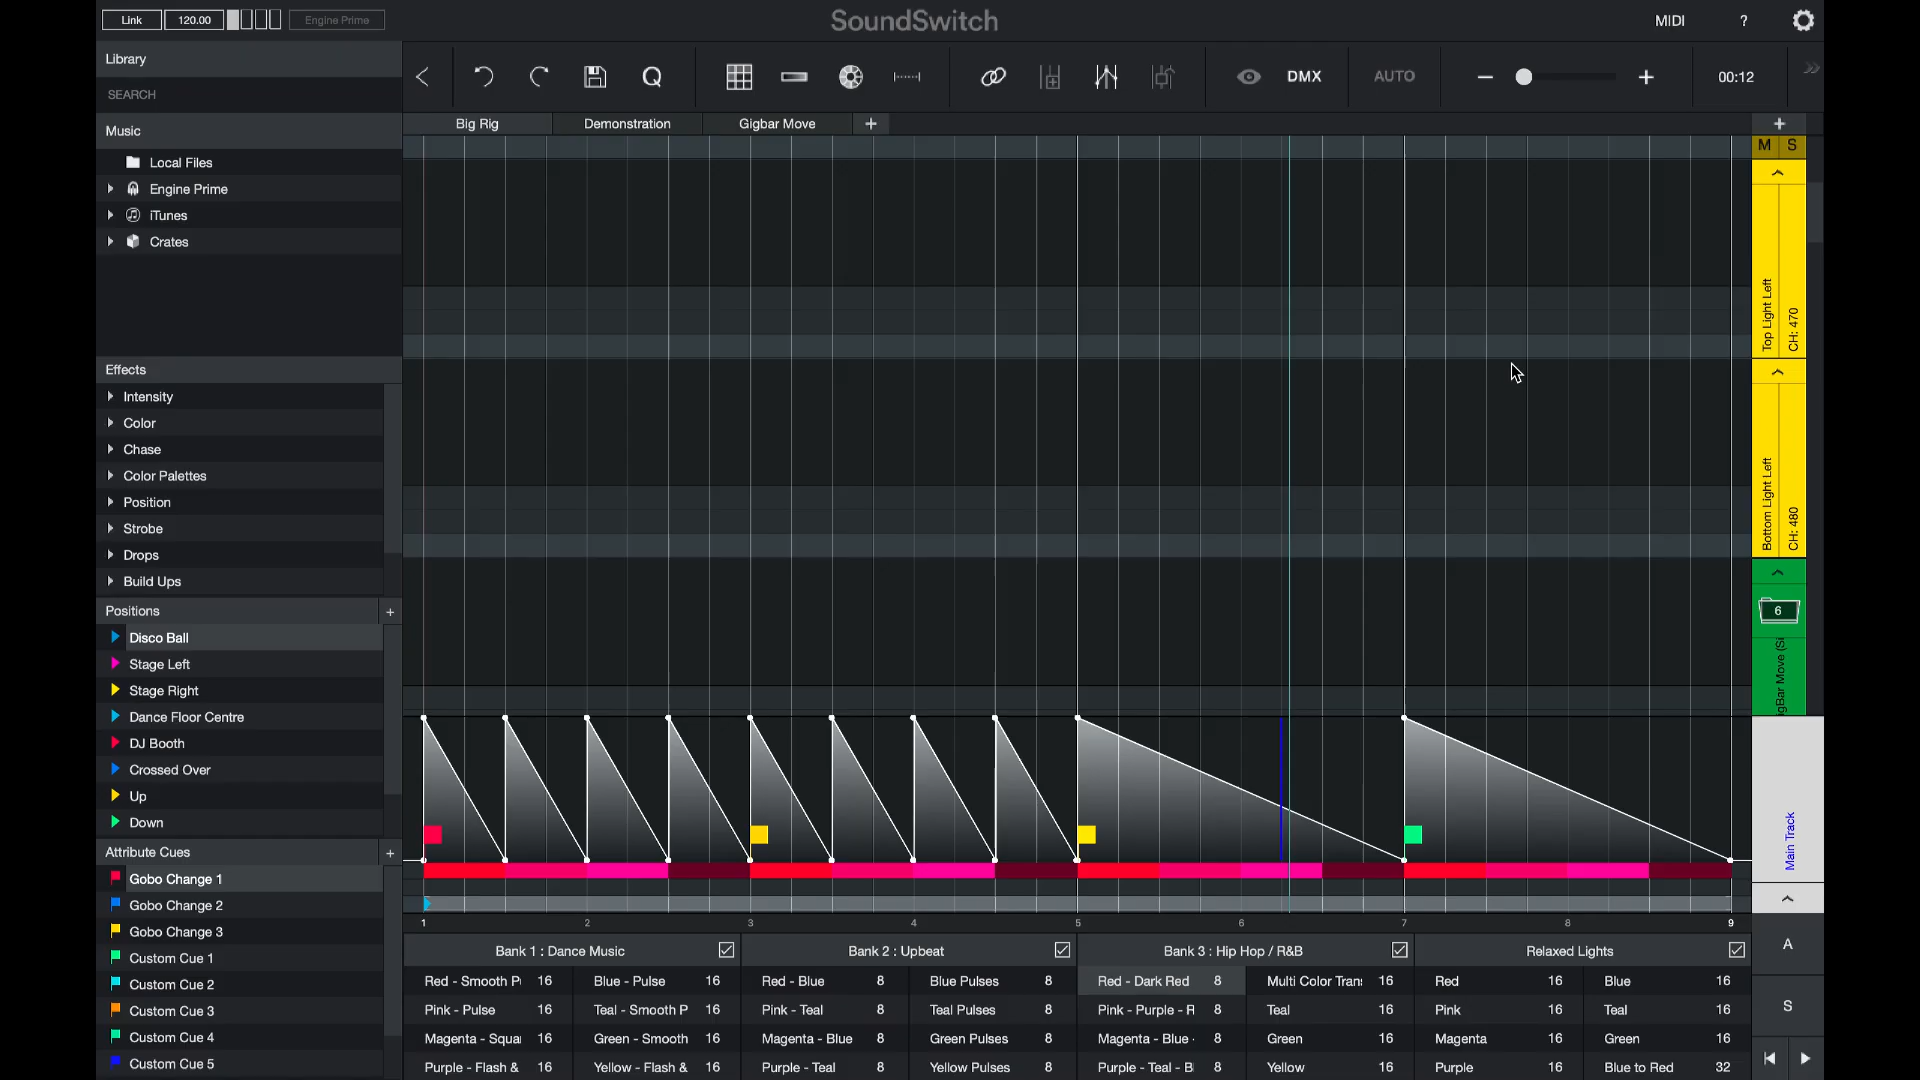 Link 120.00 Engine Prime SoundSwitch MIDI ?
Library
SEARCH
Q DMX AUTO 00:12
Music
Big Rig Demonstration Gigbar Move +
Local Files
Engine Prime
iTunes
Crates
M S
Top Light Left
CH: 470
Bottom Light Left
CH: 480
6
Main Track
Effects
Intensity
Color
Chase
Color Palettes
Position
Strobe
Drops
Build Ups
Positions +
Disco Ball
Stage Left
Stage Right
Dance Floor Centre
DJ Booth
Crossed Over
Up
Down
Attribute Cues +
Gobo Change 1
Gobo Change 2
Gobo Change 3
Custom Cue 1
Custom Cue 2
Custom Cue 3
Custom Cue 4
Custom Cue 5
1 2 3 4 5 6 7 8 9
Bank 1 : Dance Music Bank 2 : Upbeat Bank 3 : Hip Hop / R&B Relaxed Lights A
Red - Smooth P 16 Blue - Pulse 16 Red - Blue 8 Blue Pulses 8 Red - Dark Red 8 Multi Color Tran 16 Red 16 Blue 16
Pink - Pulse 16 Teal - Smooth P 16 Pink - Teal 8 Teal Pulses 8 Pink - Purple - R 8 Teal 16 Pink 16 Teal 16 S
Magenta - Squa 16 Green - Smooth 16 Magenta - Blue 8 Green Pulses 8 Magenta - Blue - 8 Green 16 Magenta 16 Green 16
Purple - Flash & 16 Yellow - Flash & 16 Purple - Teal 8 Yellow Pulses 8 Purple - Teal - B 8 Yellow 16 Purple 16 Blue to Red 32